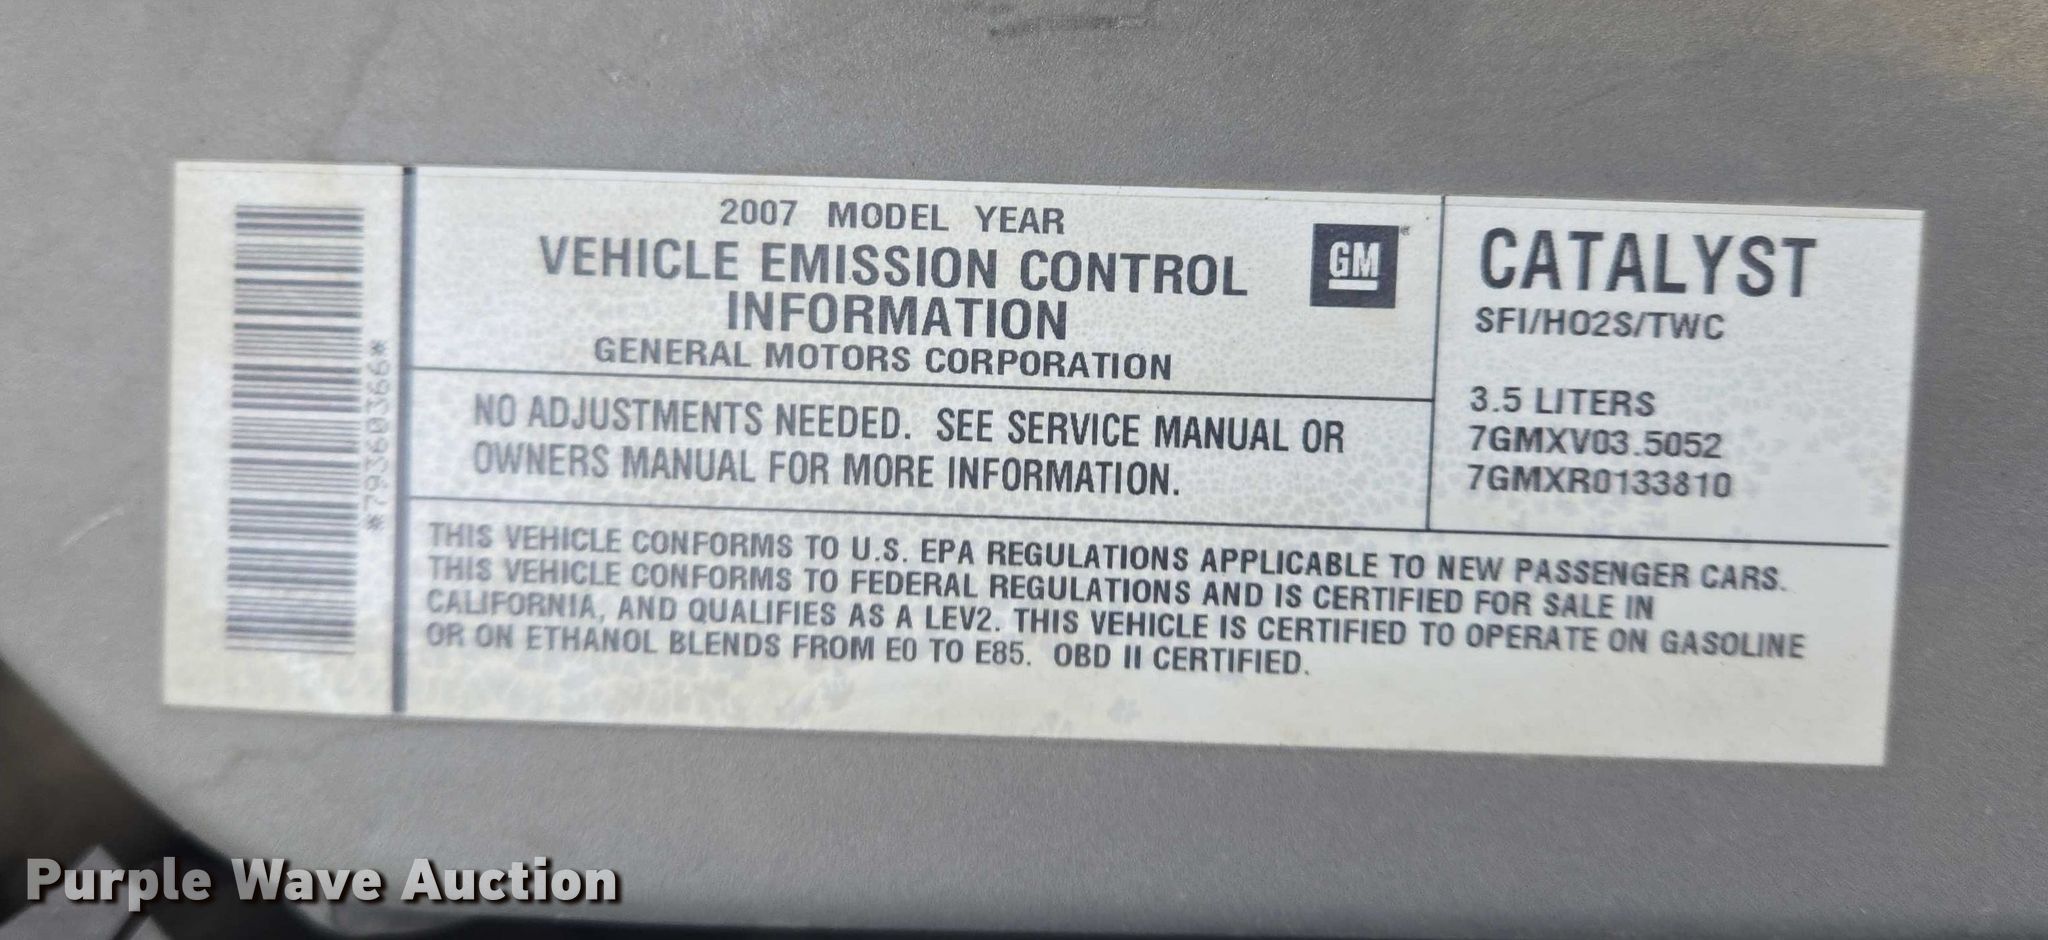 *79360366*
2007 MODEL YEAR
VEHICLE EMISSION CONTROL
INFORMATION
GENERAL MOTORS CORPORATION
GM
NO ADJUSTMENTS NEEDED. SEE SERVICE MANUAL OR
OWNERS MANUAL FOR MORE INFORMATION.
CATALYST
SFI/HO2S/TWC
3.5 LITERS
7GMXV03.5052
7GMXR0133810
THIS VEHICLE CONFORMS TO U.S. EPA REGULATIONS APPLICABLE TO NEW PASSENGER CARS.
THIS VEHICLE CONFORMS TO FEDERAL REGULATIONS AND IS CERTIFIED FOR SALE IN
CALIFORNIA, AND QUALIFIES AS A LEV2. THIS VEHICLE IS CERTIFIED TO OPERATE ON GASOLINE
OR ON ETHANOL BLENDS FROM E0 TO E85. OBD II CERTIFIED.
Purple Wave Auction